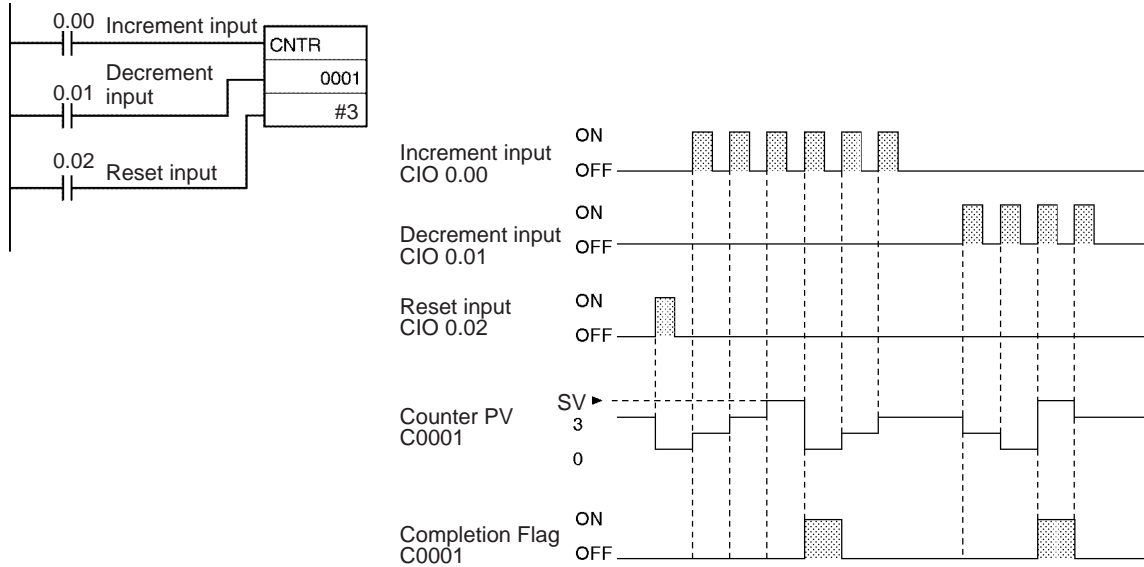 0.00 Increment input
CNTR
0001
#3
0.01 Decrement
input
0.02 Reset input
Increment input
CIO 0.00
ON
OFF
Decrement input
CIO 0.01
ON
OFF
Reset input
CIO 0.02
ON
OFF
Counter PV
C0001
SV
3
0
Completion Flag
C0001
ON
OFF